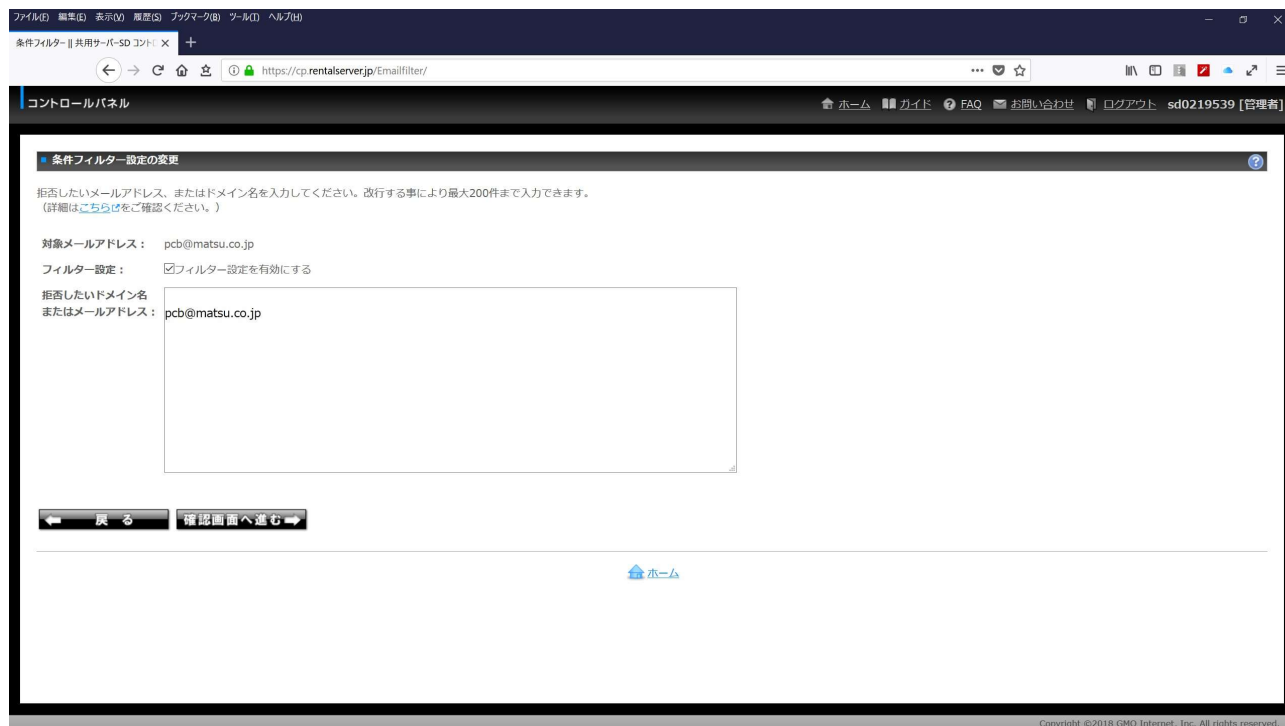 ファイル(F) 編集(E) 表示(V) 履歴(S) ブックマーク(B) ツール(T) ヘルプ(H)
条件フィルター || 共用サーバーSD コントロ
https://cp.rentalserver.jp/Emailfilter/
コントロールパネル
ホーム ガイド FAQ お問い合わせ ログアウト sd0219539 [管理者]
条件フィルター設定の変更
拒否したいメールアドレス、またはドメイン名を入力してください。改行する事により最大200件まで入力できます。
（詳細はこちらをご確認ください。）
対象メールアドレス： pcb@matsu.co.jp
フィルター設定： フィルター設定を有効にする
拒否したいドメイン名
またはメールアドレス： pcb@matsu.co.jp
戻る 確認画面へ進む
ホーム
Copyright ©2018 GMO Internet, Inc. All rights reserved.